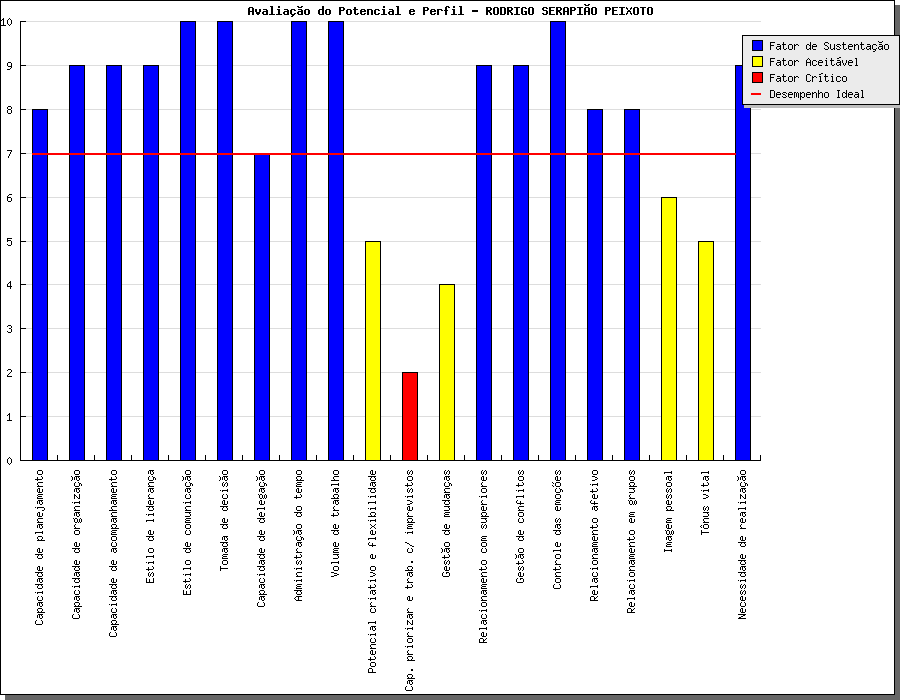 Avaliação do Potencial e Perfil - RODRIGO SERAPIÃO PEIXOTO
Fator de Sustentação
Fator Aceitável
Fator Crítico
Desempenho Ideal
10
9
8
7
6
5
4
3
2
1
0
Capacidade de planejamento
Capacidade de organização
Capacidade de acompanhamento
Estilo de liderança
Estilo de comunicação
Tomada de decisão
Capacidade de delegação
Administração do tempo
Volume de trabalho
Potencial criativo e flexibilidade
Cap. priorizar e trab. c/ imprevistos
Gestão de mudanças
Relacionamento com superiores
Gestão de conflitos
Controle das emoções
Relacionamento afetivo
Relacionamento em grupos
Imagem pessoal
Tônus vital
Necessidade de realização